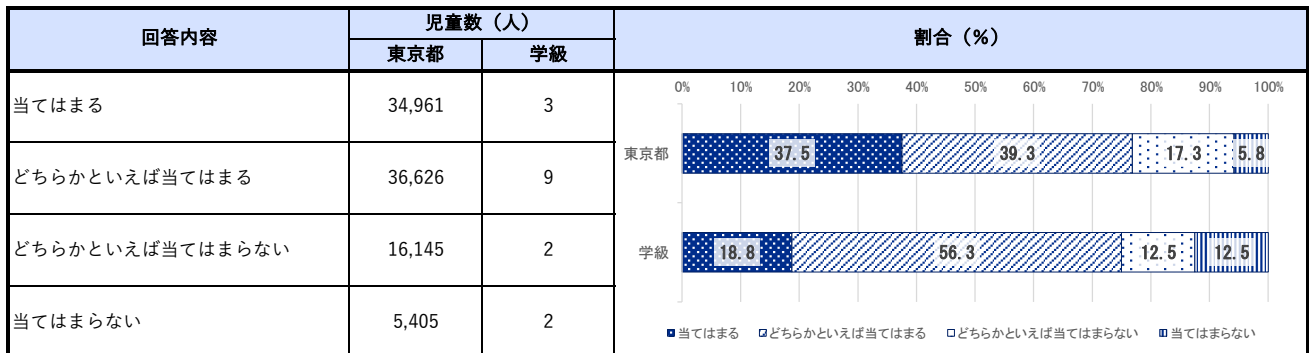 回答内容 児童数（人） 割合（%）
東京都 学級
当てはまる 34,961 3
どちらかといえば当てはまる 36,626 9
どちらかといえば当てはまらない 16,145 2
当てはまらない 5,405 2
0% 10% 20% 30% 40% 50% 60% 70% 80% 90% 100%
東京都 37.5 39.3 17.3 5.8
学級 18.8 56.3 12.5 12.5
当てはまる どちらかといえば当てはまる どちらかといえば当てはまらない 当てはまらない